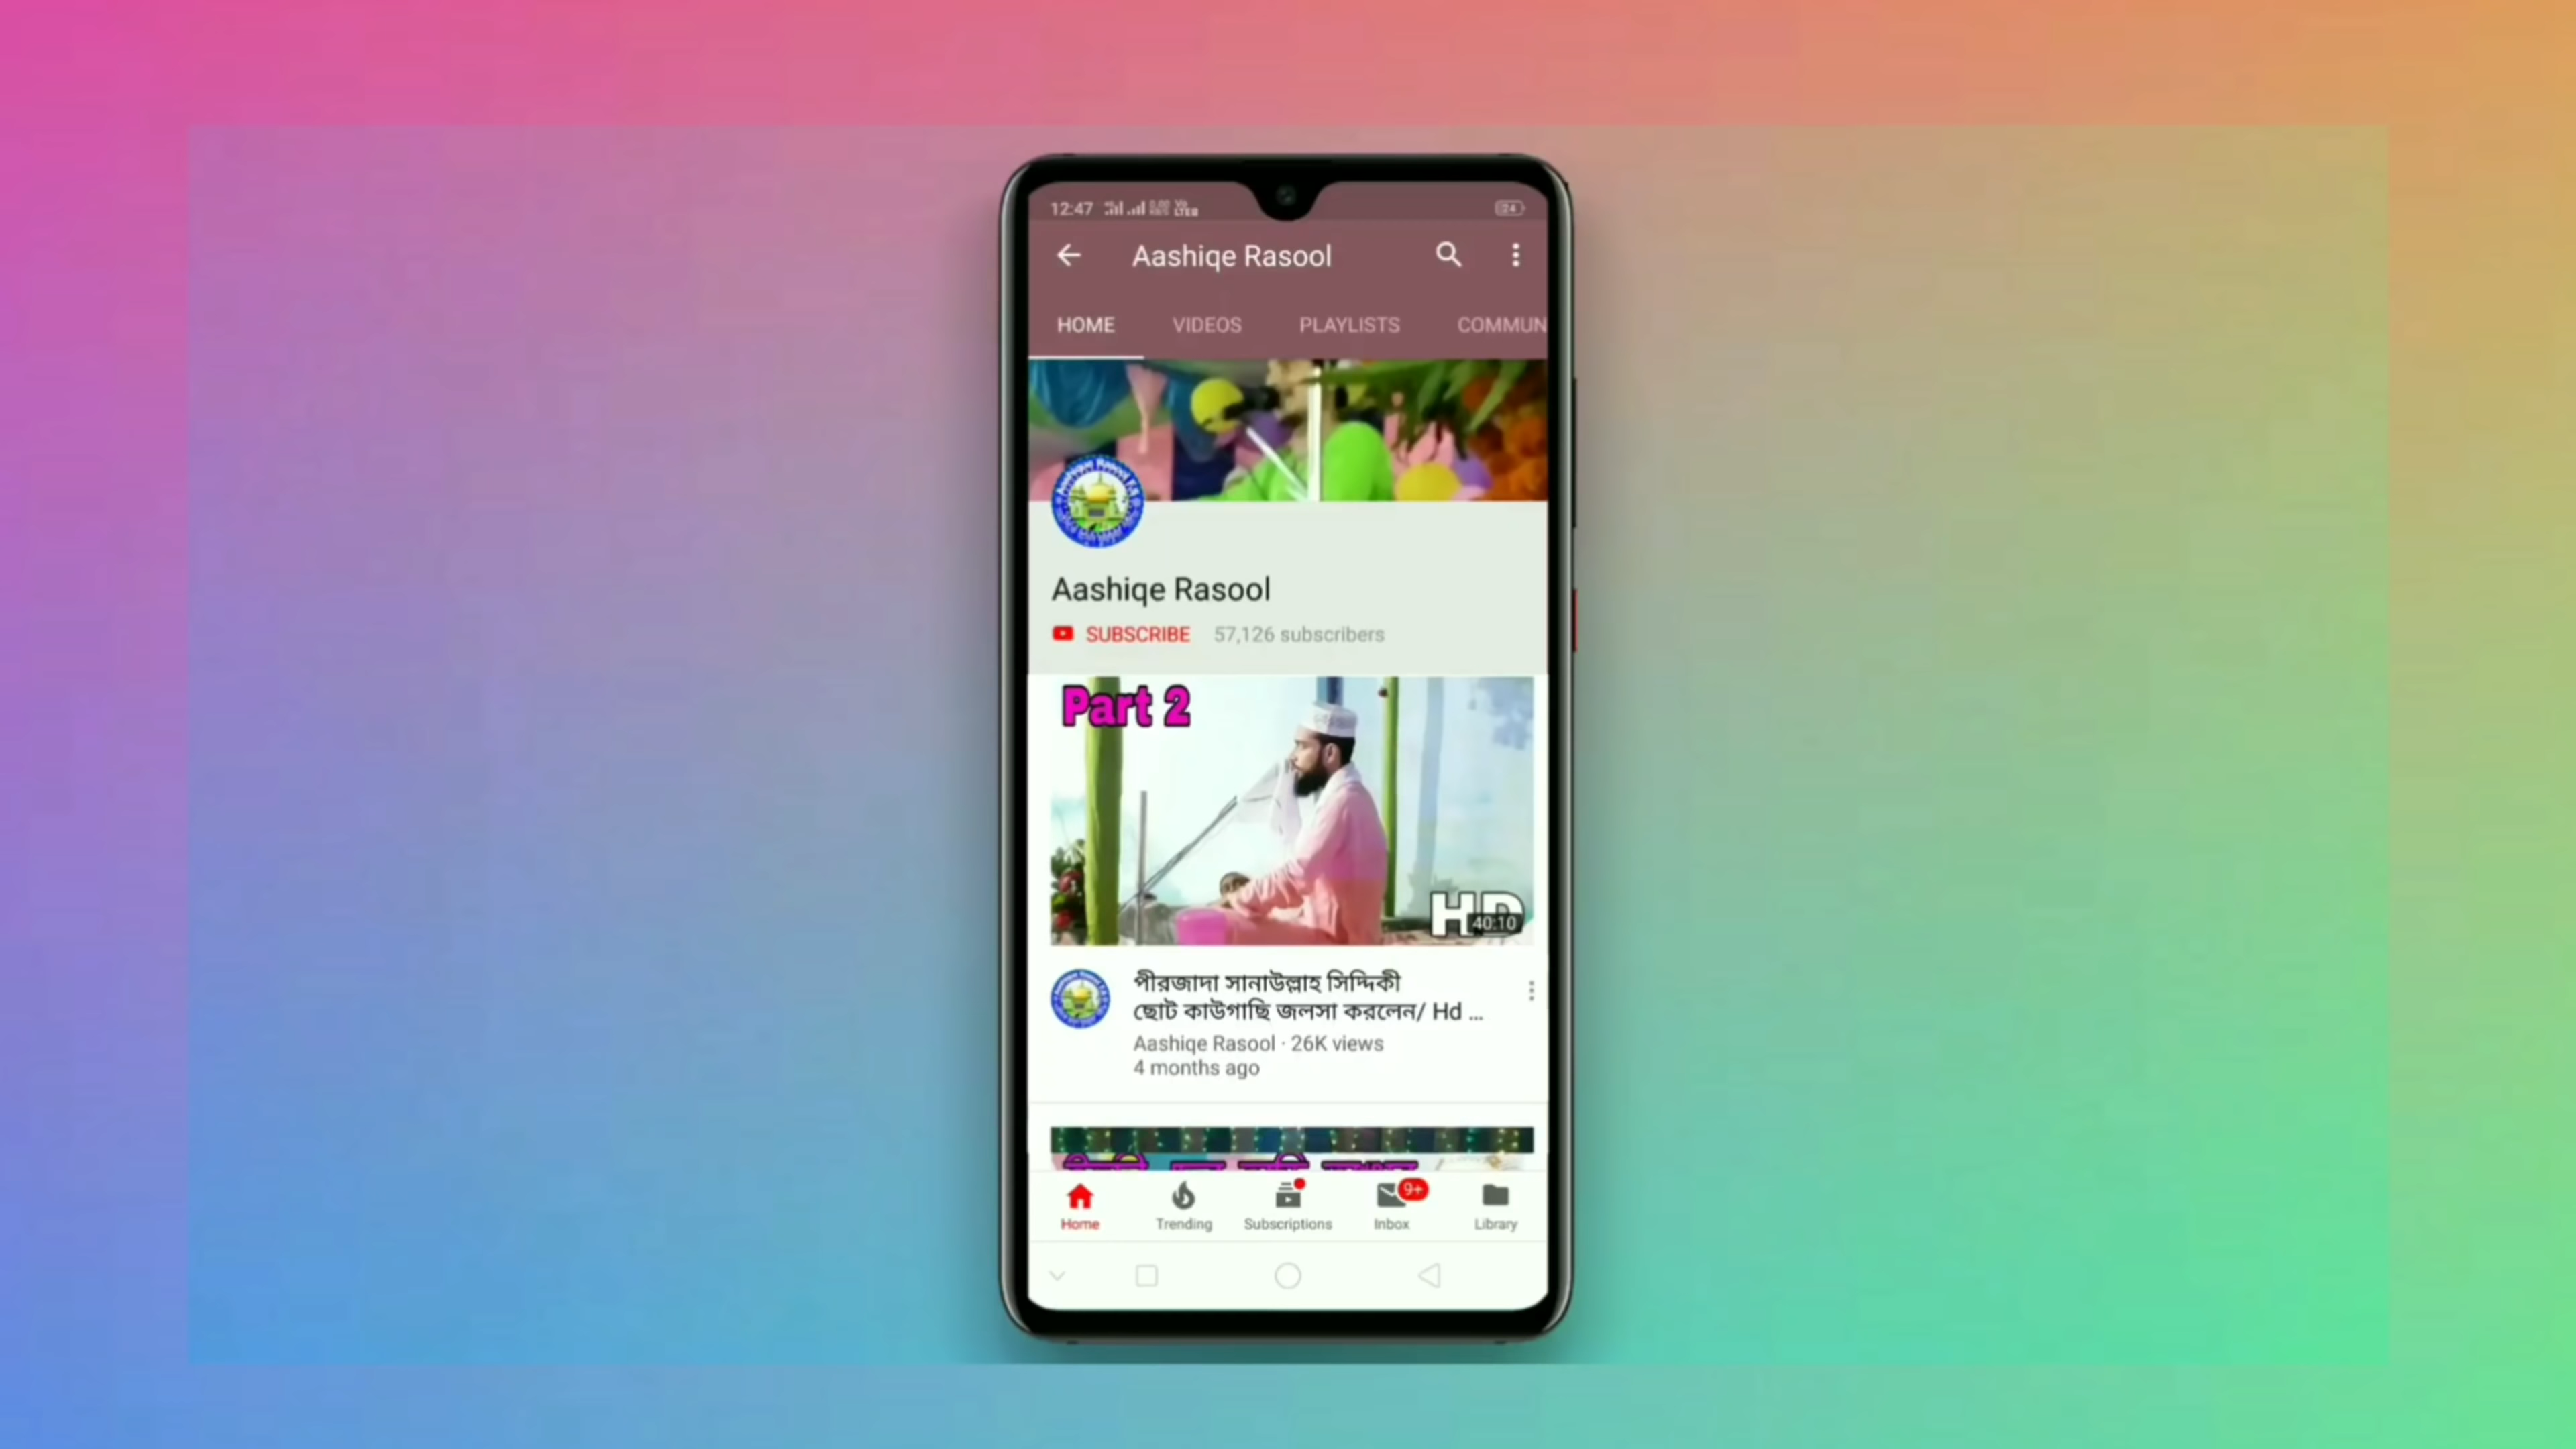 12:47
24
Aashiqe Rasool
HOME VIDEOS PLAYLISTS COMMUN
Aashiqe Rasool
SUBSCRIBE 57,126 subscribers
Part 2
HD
40:10
পীরজাদা সানাউল্লাহ সিদ্দিকী
ছোট কাউগাছি জলসা করলেন/ Hd ...
Aashiqe Rasool · 26K views
4 months ago
9+
Home Trending Subscriptions Inbox Library